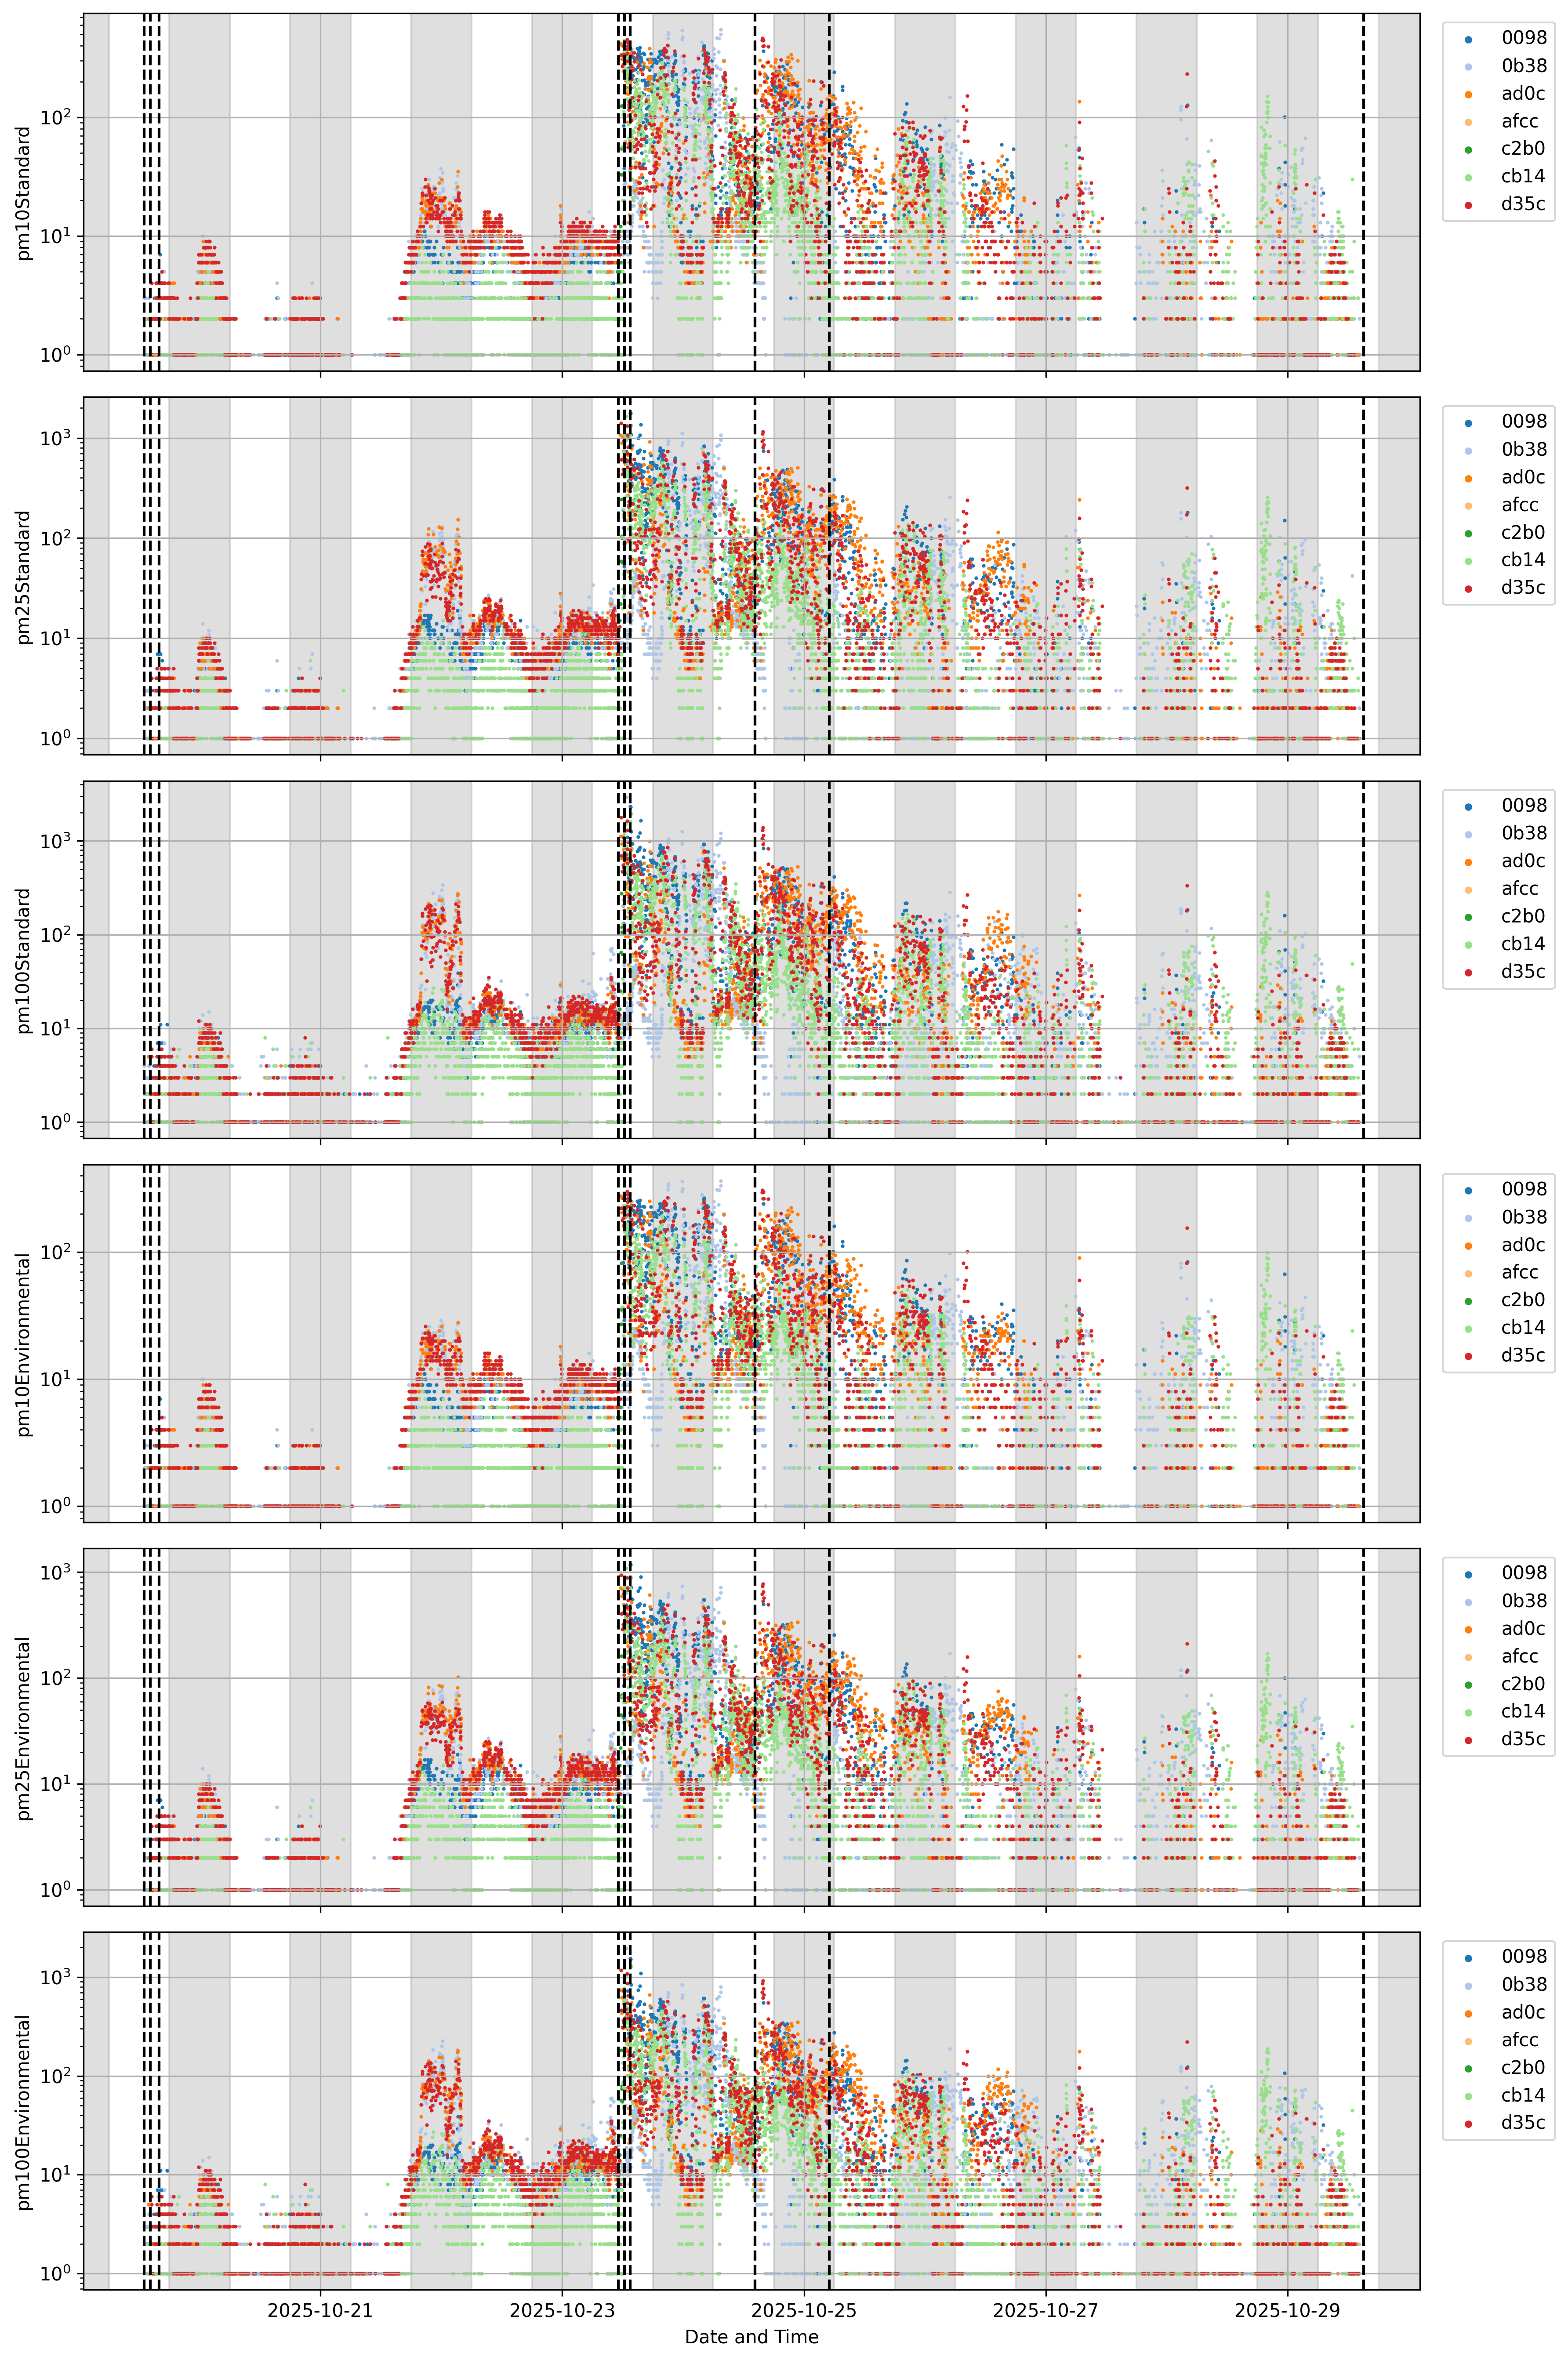 pm10Standard
10²
10¹
10⁰
0098
0b38
ad0c
afcc
c2b0
cb14
d35c
pm25Standard
10³
10²
10¹
10⁰
0098
0b38
ad0c
afcc
c2b0
cb14
d35c
pm100Standard
10³
10²
10¹
10⁰
0098
0b38
ad0c
afcc
c2b0
cb14
d35c
pm10Environmental
10²
10¹
10⁰
0098
0b38
ad0c
afcc
c2b0
cb14
d35c
pm25Environmental
10³
10²
10¹
10⁰
0098
0b38
ad0c
afcc
c2b0
cb14
d35c
pm100Environmental
10³
10²
10¹
10⁰
0098
0b38
ad0c
afcc
c2b0
cb14
d35c
2025-10-21 2025-10-23 2025-10-25 2025-10-27 2025-10-29
Date and Time